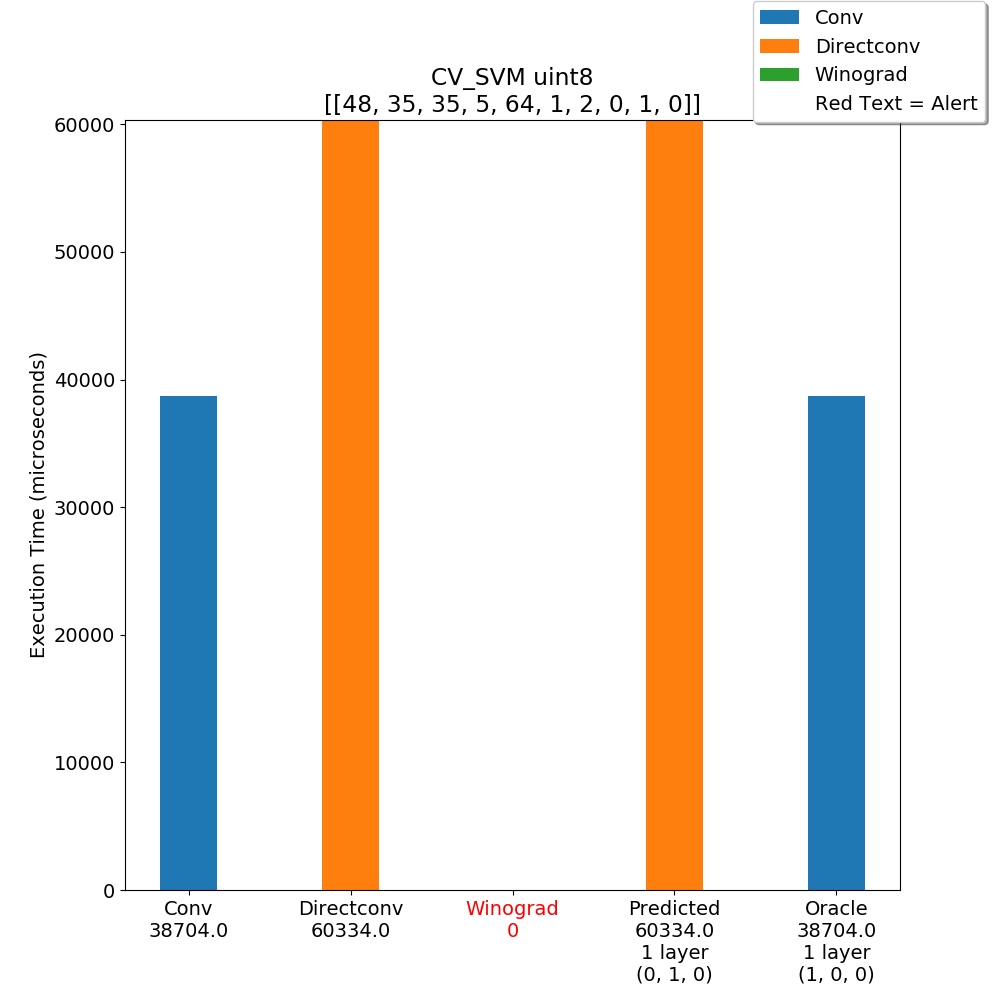 Conv
Directconv
Winograd
Red Text = Alert
CV_SVM uint8
[[48, 35, 35, 5, 64, 1, 2, 0, 1, 0]]
Execution Time (microseconds)
60000
50000
40000
30000
20000
10000
0
Conv
38704.0
Directconv
60334.0
Winograd
0
Predicted
60334.0
1 layer
(0, 1, 0)
Oracle
38704.0
1 layer
(1, 0, 0)